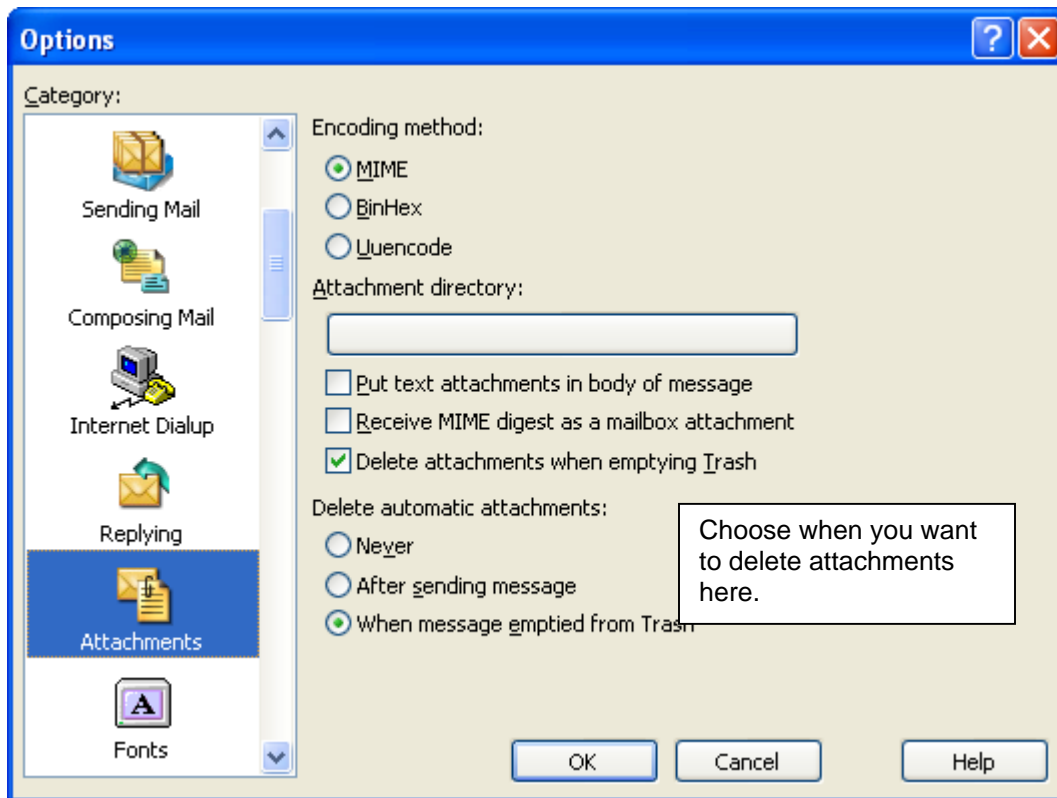 Options
Category:
Sending Mail
Composing Mail
Internet Dialup
Replying
Attachments
Fonts
Encoding method:
MIME
BinHex
Uuencode
Attachment directory:
Put text attachments in body of message
Receive MIME digest as a mailbox attachment
Delete attachments when emptying Trash
Delete automatic attachments:
Never
After sending message
When message emptied from Trash
Choose when you want
to delete attachments
here.
OK
Cancel
Help